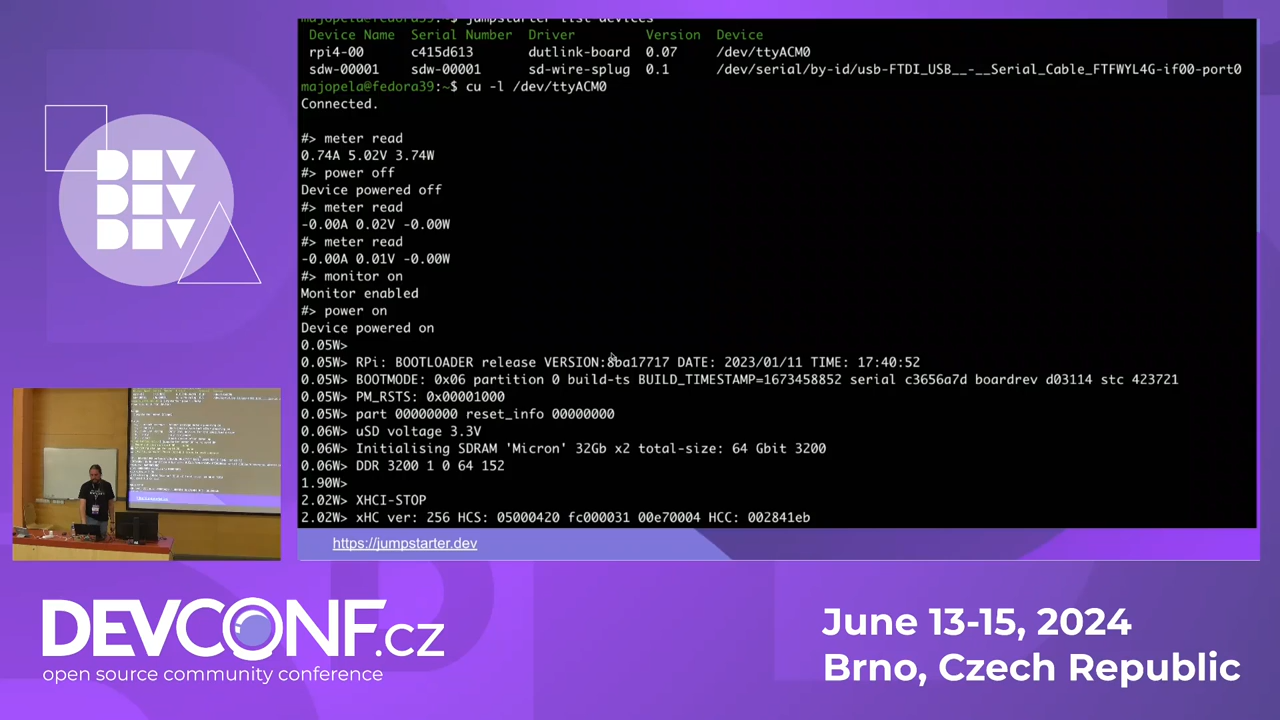 majopela@fedora39:~$ jumpstarter list devices
Device Name Serial Number Driver Version Device
rpi4-00 c415d613 dutlink-board 0.07 /dev/ttyACM0
sdw-00001 sdw-00001 sd-wire-splug 0.1 /dev/serial/by-id/usb-FTDI_USB__-__Serial_Cable_FTFWYL4G-if00-port0
majopela@fedora39:~$ cu -l /dev/ttyACM0
Connected.
#> meter read
0.74A 5.02V 3.74W
#> power off
Device powered off
#> meter read
-0.00A 0.02V -0.00W
#> meter read
-0.00A 0.01V -0.00W
#> monitor on
Monitor enabled
#> power on
Device powered on
0.05W>
0.05W> RPi: BOOTLOADER release VERSION:8ba17717 DATE: 2023/01/11 TIME: 17:40:52
0.05W> BOOTMODE: 0x06 partition 0 build-ts BUILD_TIMESTAMP=1673458852 serial c3656a7d boardrev d03114 stc 423721
0.05W> PM_RSTS: 0x00001000
0.05W> part 00000000 reset_info 00000000
0.06W> uSD voltage 3.3V
0.06W> Initialising SDRAM 'Micron' 32Gb x2 total-size: 64 Gbit 3200
0.06W> DDR 3200 1 0 64 152
1.90W>
2.02W> XHCI-STOP
2.02W> xHC ver: 256 HCS: 05000420 fc000031 00e70004 HCC: 002841eb
https://jumpstarter.dev
DEV
DEV
DEV
DEVCONF.cz
open source community conference
June 13-15, 2024
Brno, Czech Republic